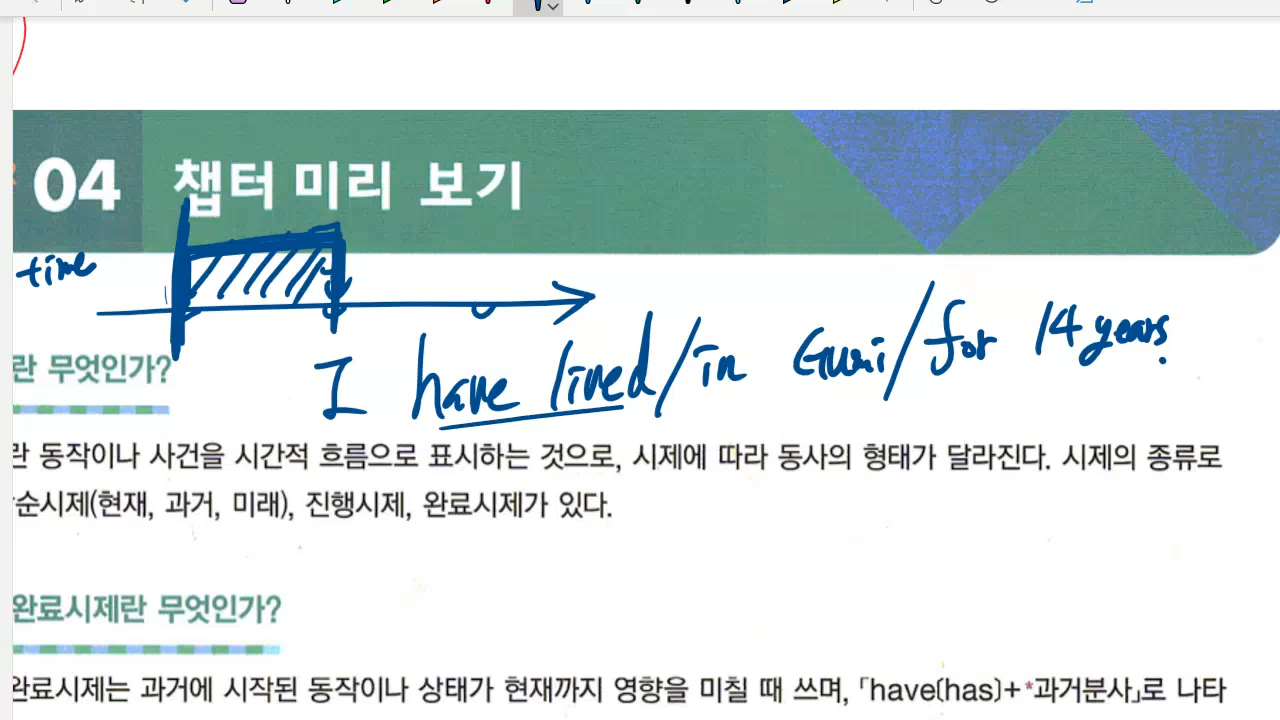 04 챕터 미리 보기
time
란 무엇인가?
I have lived/in Gumi/for 14 years.
란 동작이나 사건을 시간적 흐름으로 표시하는 것으로, 시제에 따라 동사의 형태가 달라진다. 시제의 종류로
순시제(현재, 과거, 미래), 진행시제, 완료시제가 있다.
완료시제란 무엇인가?
완료시제는 과거에 시작된 동작이나 상태가 현재까지 영향을 미칠 때 쓰며, 「have(has)+*과거분사」로 나타